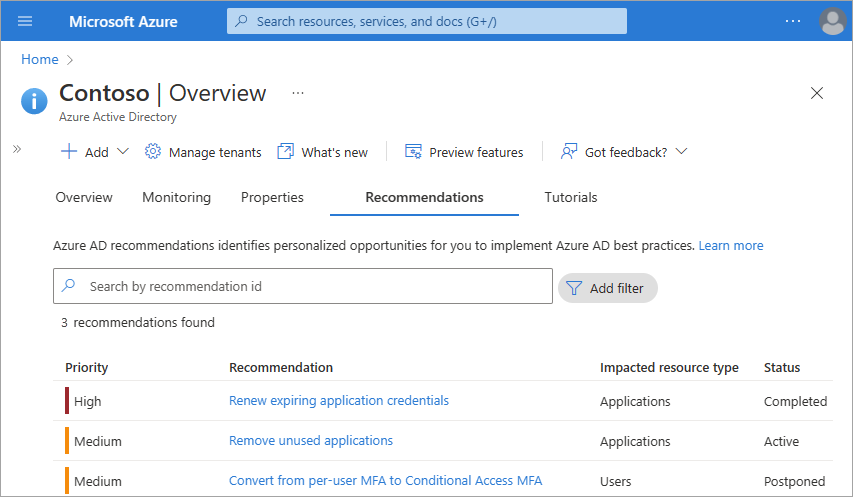 Microsoft Azure
Search resources, services, and docs (G+/)
Home
Contoso | Overview
Azure Active Directory
Add
Manage tenants
What's new
Preview features
Got feedback?
Overview
Monitoring
Properties
Recommendations
Tutorials
Azure AD recommendations identifies personalized opportunities for you to implement Azure AD best practices. Learn more
Search by recommendation id
Add filter
3 recommendations found
Priority Recommendation Impacted resource type Status
High Renew expiring application credentials Applications Completed
Medium Remove unused applications Applications Active
Medium Convert from per-user MFA to Conditional Access MFA Users Postponed